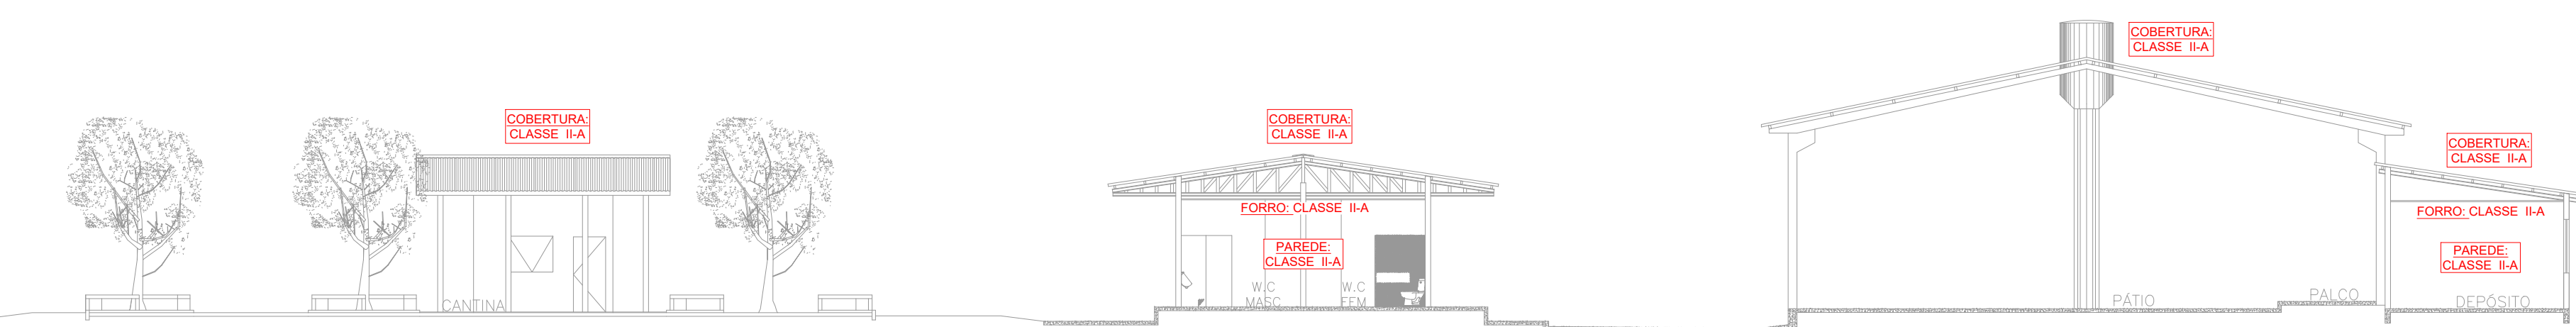 COBERTURA:
CLASSE II-A
CANTINA
COBERTURA:
CLASSE II-A
FORRO: CLASSE II-A
PAREDE:
CLASSE II-A
W.C
MASC
W.C
FEM
COBERTURA:
CLASSE II-A
COBERTURA:
CLASSE II-A
FORRO: CLASSE II-A
PAREDE:
CLASSE II-A
PÁTIO
PALCO
DEPÓSITO